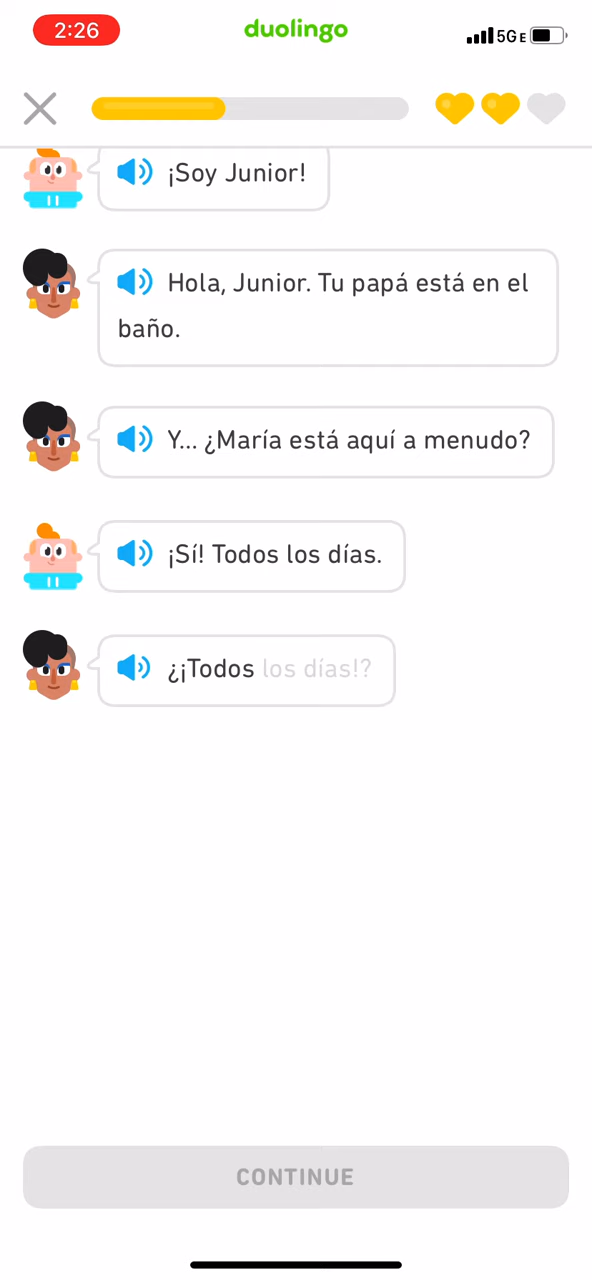 2:26
duolingo
5GE
¡Soy Junior!
Hola, Junior. Tu papá está en el
baño.
Y... ¿María está aquí a menudo?
¡Sí! Todos los días.
¿¡Todos los días!?
CONTINUE